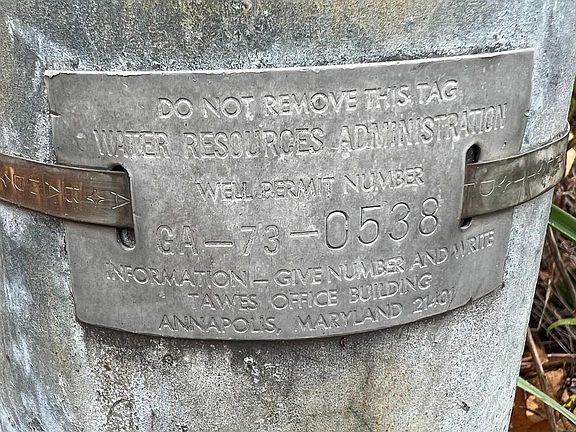 DO NOT REMOVE THIS TAG
WATER RESOURCES ADMINISTRATION
WELL PERMIT NUMBER
GA-73-0538
INFORMATION - GIVE NUMBER AND WRITE
TAWES OFFICE BUILDING
ANNAPOLIS, MARYLAND 21401